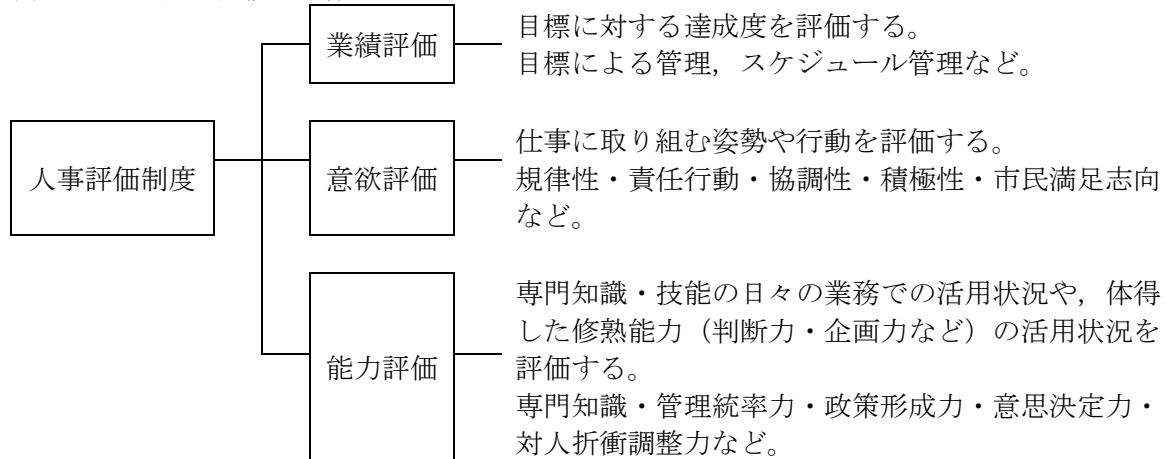 業績評価
目標に対する達成度を評価する。
目標による管理，スケジュール管理など。
人事評価制度
意欲評価
仕事に取り組む姿勢や行動を評価する。
規律性・責任行動・協調性・積極性・市民満足志向
など。
能力評価
専門知識・技能の日々の業務での活用状況や，体得
した修熟能力（判断力・企画力など）の活用状況を
評価する。
専門知識・管理統率力・政策形成力・意思決定力・
対人折衝調整力など。